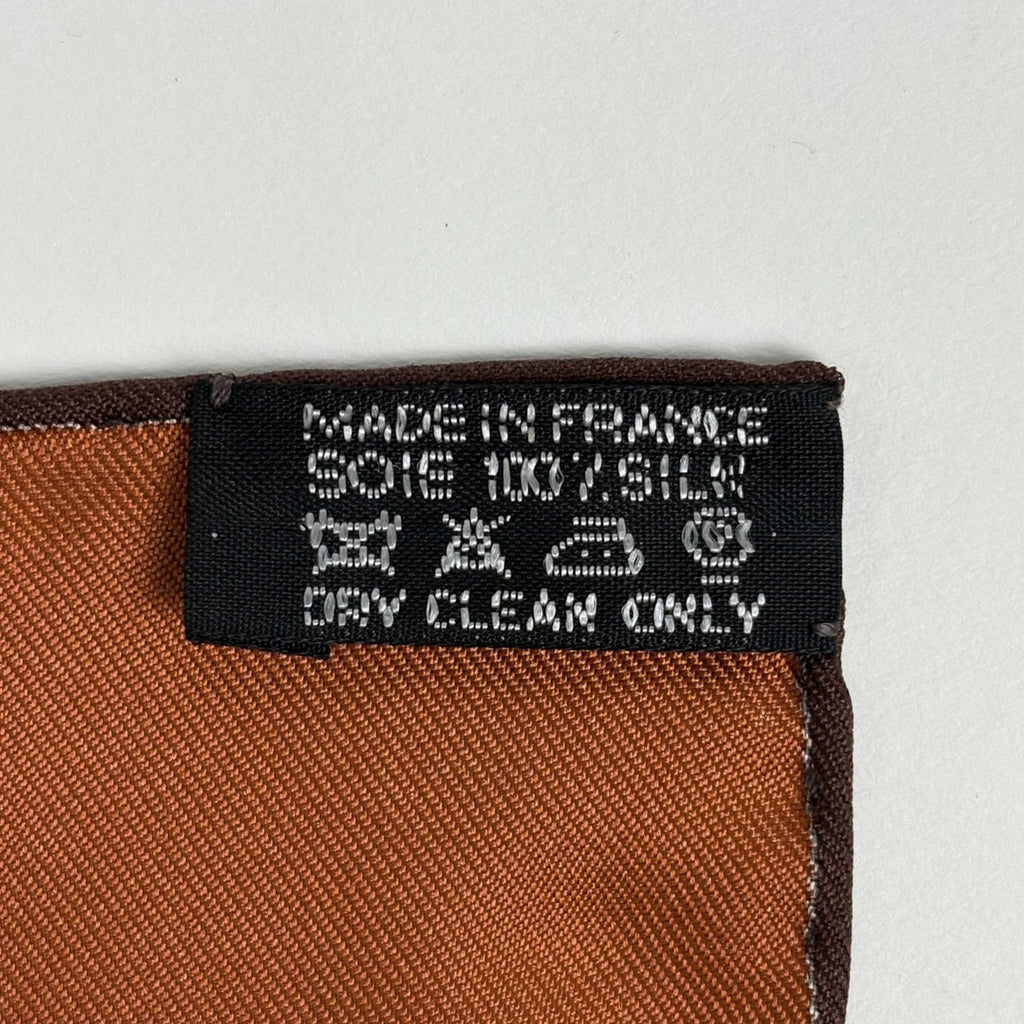 MADE IN FRANCE
SOIE 100% SILK
DRY CLEAN ONLY